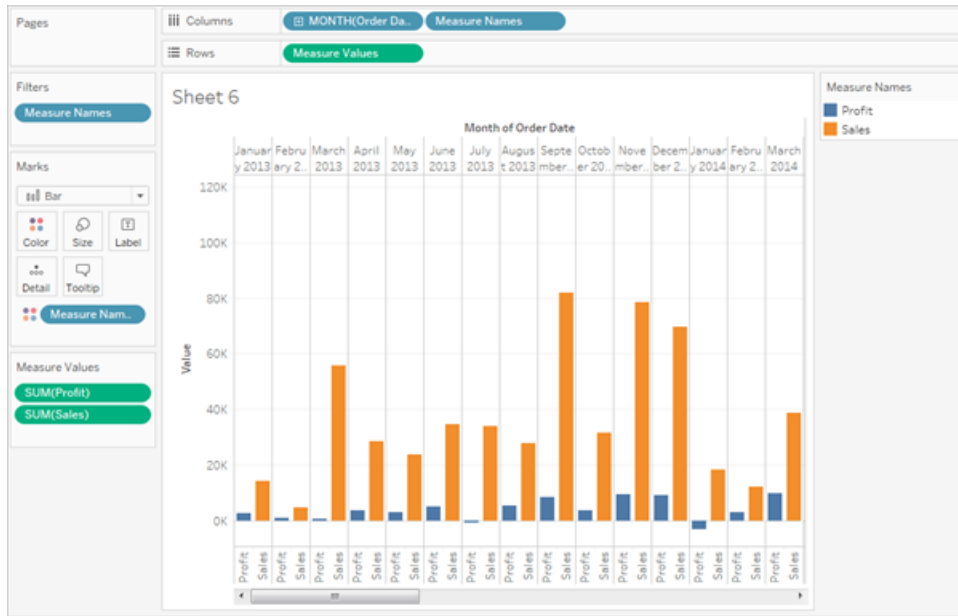 Pages
Columns
MONTH(Order Da..
Measure Names
Rows
Measure Values
Filters
Measure Names
Marks
Bar
Color Size Label
Detail Tooltip
Measure Nam..
Measure Values
SUM(Profit)
SUM(Sales)
Sheet 6
Month of Order Date
Januar Febru March April May June July Augus Septe Octob Nove Decem Januar Febru March
y 2013 ary 2.. 2013 2013 2013 2013 2013 t 2013 mber.. er 20.. mber.. ber 2.. y 2014 ary 2.. 2014
120K
100K
80K
60K
40K
20K
0K
Value
Profit Sales Profit Sales Profit Sales Profit Sales Profit Sales Profit Sales Profit Sales Profit Sales Profit Sales Profit Sales Profit Sales Profit Sales Profit Sales Profit Sales Profit Sales
Measure Names
Profit
Sales